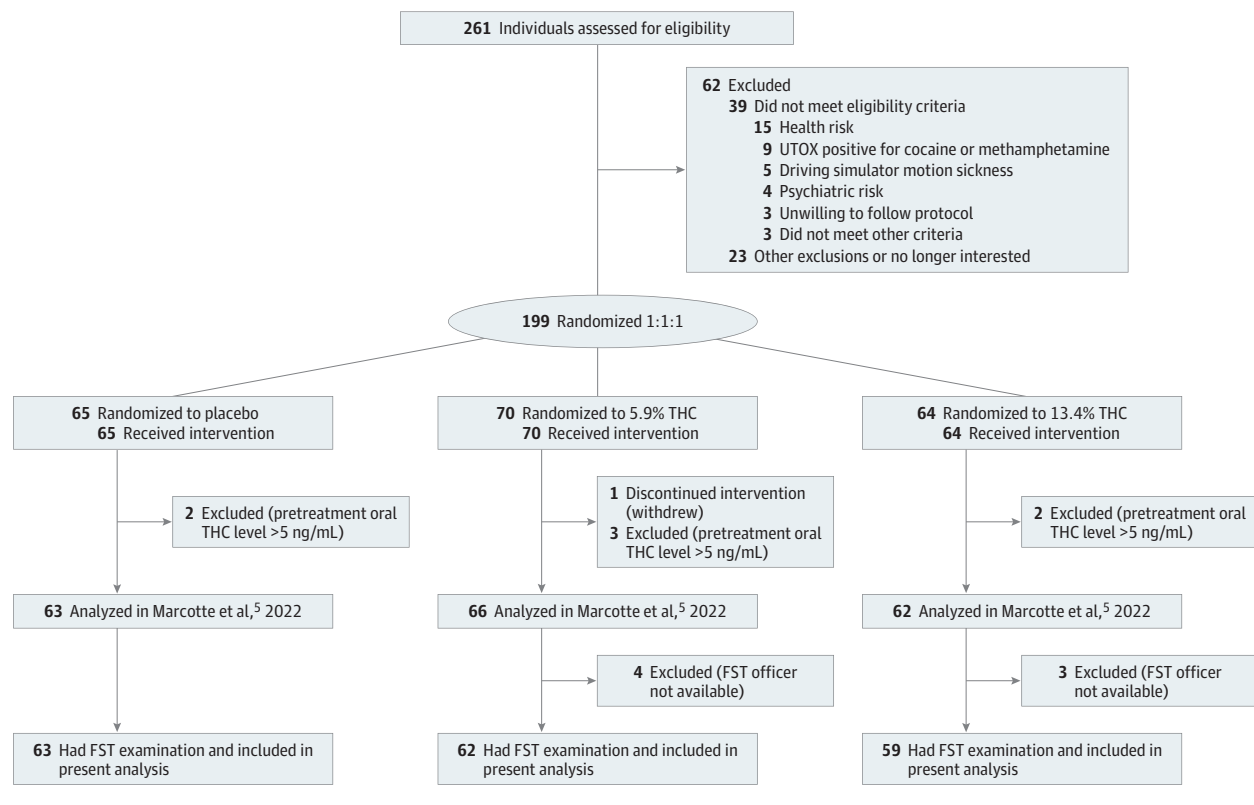 261 Individuals assessed for eligibility
62 Excluded
39 Did not meet eligibility criteria
15 Health risk
9 UTOX positive for cocaine or methamphetamine
5 Driving simulator motion sickness
4 Psychiatric risk
3 Unwilling to follow protocol
3 Did not meet other criteria
23 Other exclusions or no longer interested
199 Randomized 1:1:1
65 Randomized to placebo
65 Received intervention
70 Randomized to 5.9% THC
70 Received intervention
64 Randomized to 13.4% THC
64 Received intervention
2 Excluded (pretreatment oral
THC level >5 ng/mL)
1 Discontinued intervention
(withdrew)
3 Excluded (pretreatment oral
THC level >5 ng/mL)
2 Excluded (pretreatment oral
THC level >5 ng/mL)
63 Analyzed in Marcotte et al,⁵ 2022
66 Analyzed in Marcotte et al,⁵ 2022
62 Analyzed in Marcotte et al,⁵ 2022
4 Excluded (FST officer
not available)
3 Excluded (FST officer
not available)
63 Had FST examination and included in
present analysis
62 Had FST examination and included in
present analysis
59 Had FST examination and included in
present analysis